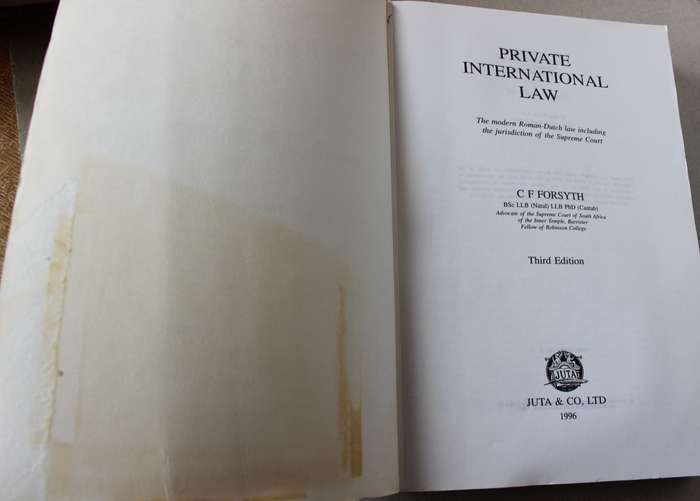 PRIVATE
INTERNATIONAL
LAW
The modern Roman-Dutch law including
the jurisdiction of the Supreme Court
C F FORSYTH
BSc LLB (Natal) LLB PhD (Cantab)
Advocate of the Supreme Court of South Africa
of the Inner Temple, Barrister
Fellow of Robinson College
Third Edition
JUTA
JUTA & CO, LTD
1996